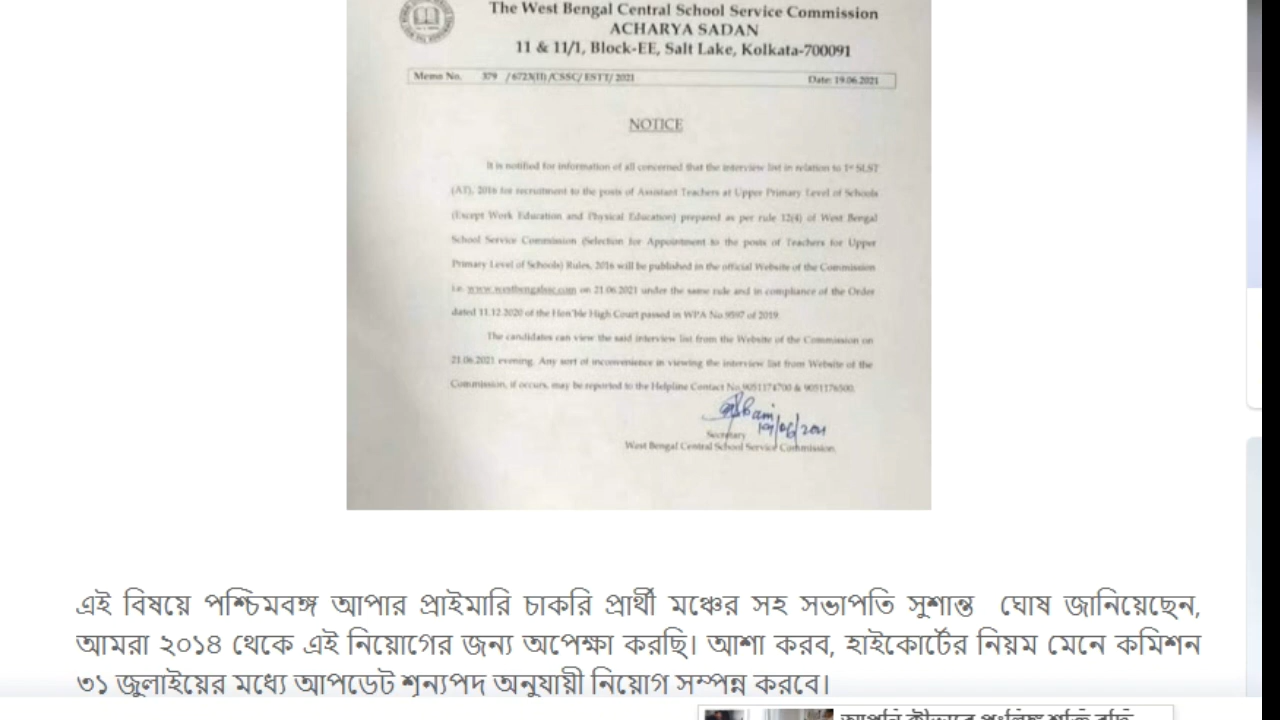 The West Bengal Central School Service Commission
ACHARYA SADAN
11 & 11/1, Block-EE, Salt Lake, Kolkata-700091
Memo No. 379 /6723(II)/CSSC/ESTT/2021 Date: 19.06.2021
NOTICE
It is notified for information of all concerned that the interview list in relation to 1st SLST
(AT), 2016 for recruitment to the posts of Assistant Teachers at Upper Primary Level of Schools
(Except Work Education and Physical Education) prepared as per rule 12(4) of West Bengal
School Service Commission (Selection for Appointment to the posts of Teachers for Upper
Primary Level of Schools) Rules, 2016 will be published in the official Website of the Commission
i.e. www.westbengalssc.com on 21.06.2021 under the same rule and in compliance of the Order
dated 11.12.2020 of the Hon'ble High Court passed in WPA No.9597 of 2019.
The candidates can view the said interview list from the Website of the Commission on
21.06.2021 evening. Any sort of inconvenience in viewing the interview list from Website of the
Commission, if occurs, may be reported to the Helpline Contact No.9051174700 & 9051176500.
19/06/2021
Secretary
West Bengal Central School Service Commission.
এই বিষয়ে পশ্চিমবঙ্গ আপার প্রাইমারি চাকরি প্রার্থী মঞ্চের সহ সভাপতি সুশান্ত ঘোষ জানিয়েছেন,
আমরা ২০১৪ থেকে এই নিয়োগের জন্য অপেক্ষা করছি। আশা করব, হাইকোর্টের নিয়ম মেনে কমিশন
৩১ জুলাইয়ের মধ্যে আপডেট শূন্যপদ অনুযায়ী নিয়োগ সম্পন্ন করবে।